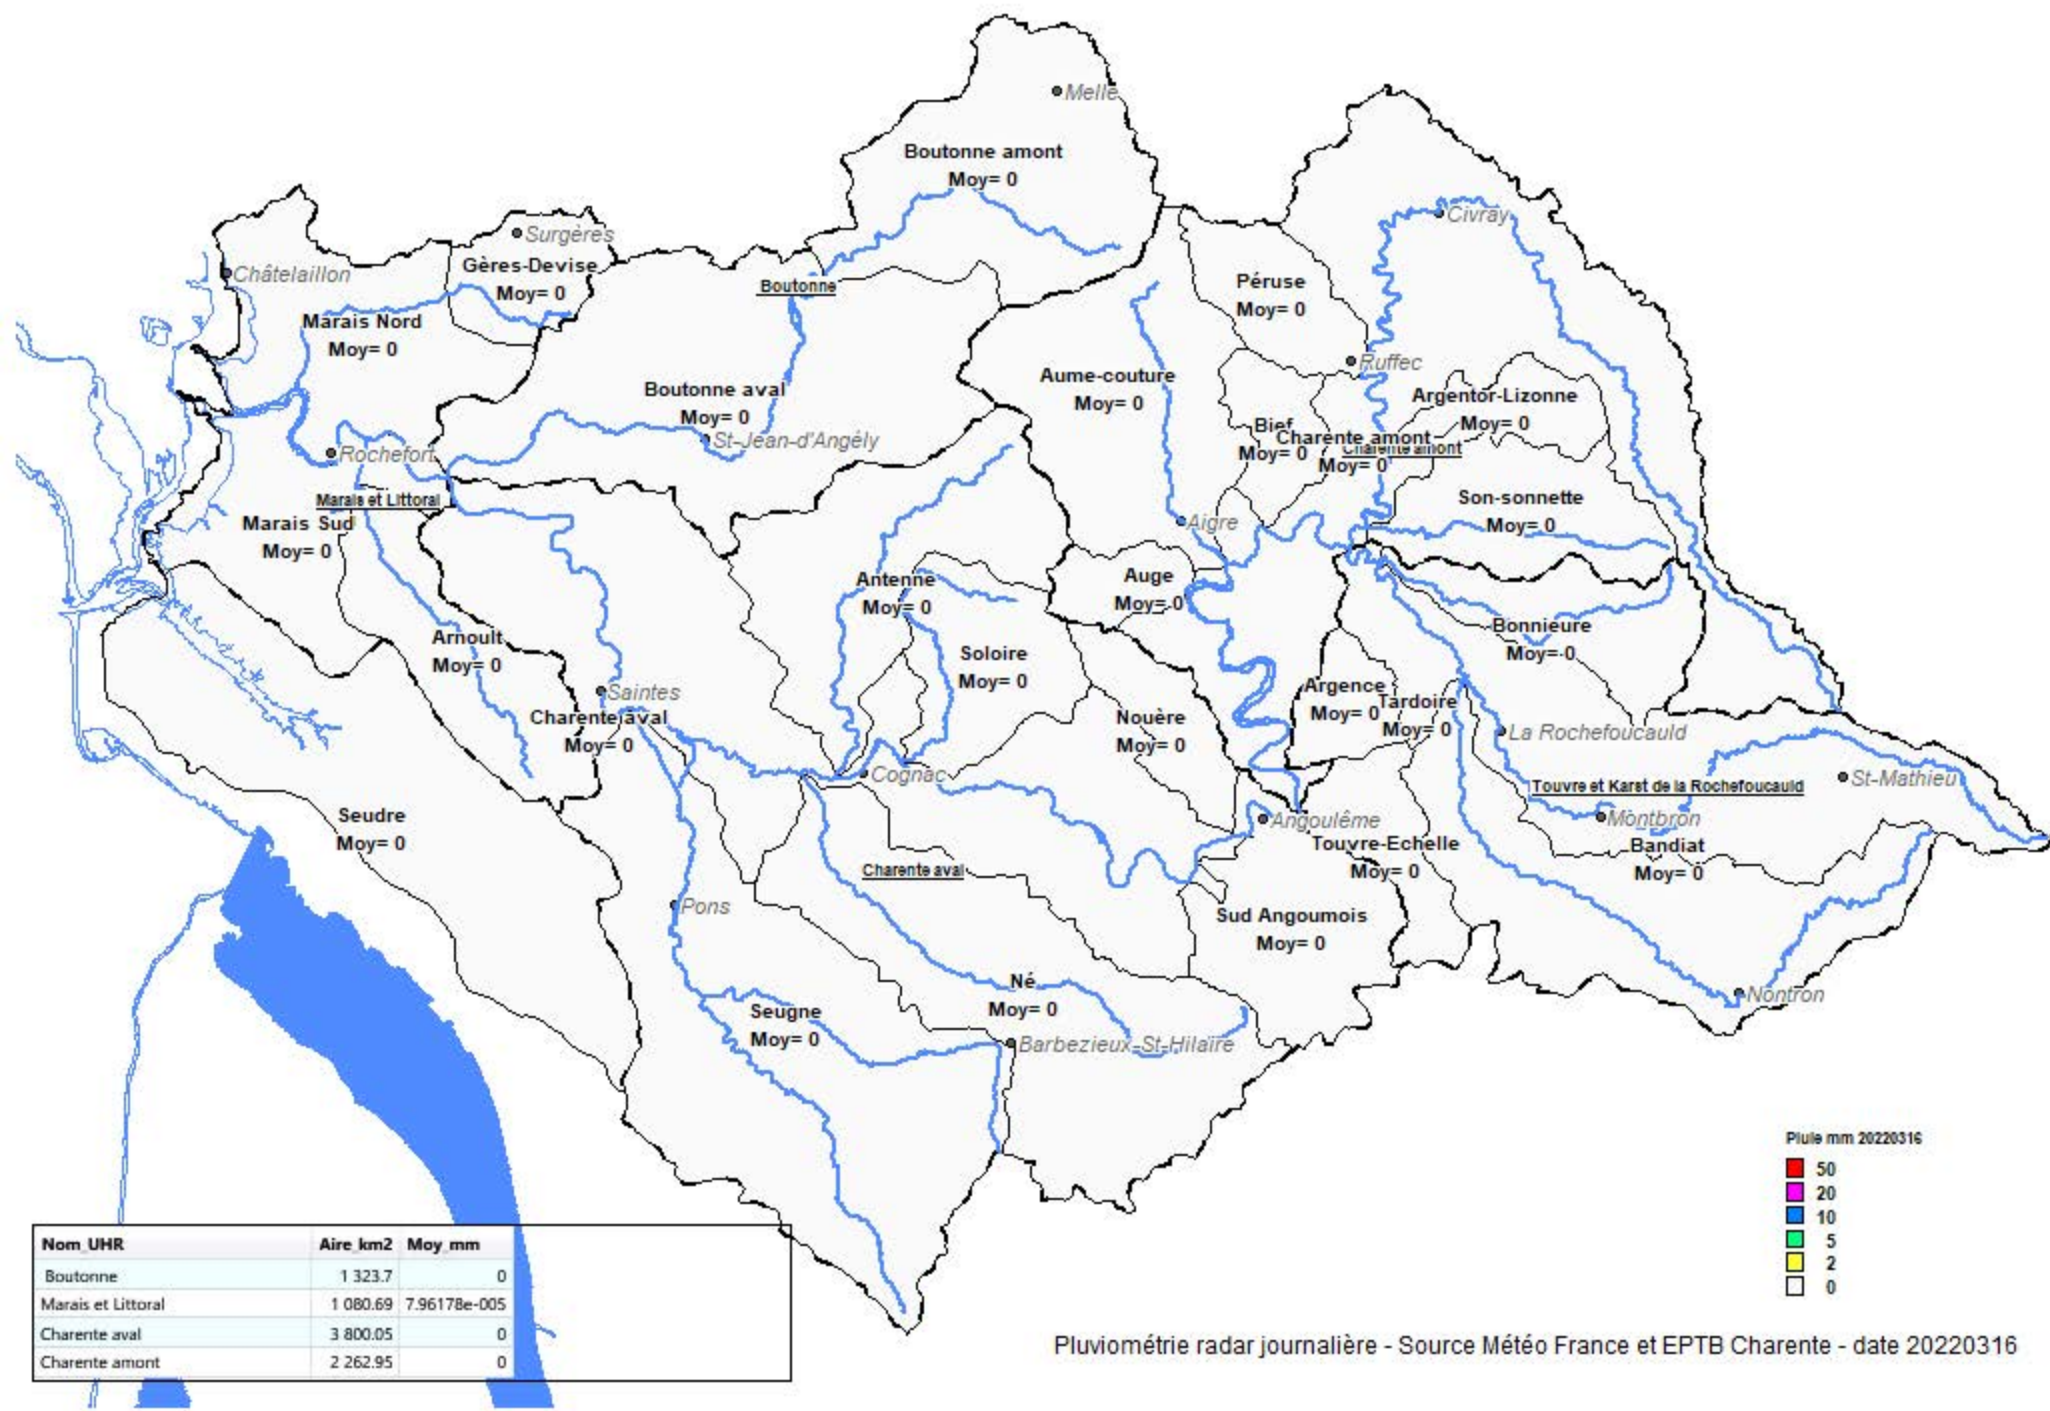 Melle
Boutonne amont
Moy= 0
Civray
Surgères
Châtelaillon
Gères-Devise
Moy= 0
Boutonne
Péruse
Moy= 0
Marais Nord
Moy= 0
Ruffec
Aume-couture
Moy= 0
Boutonne aval
Moy= 0
Argentor-Lizonne
Moy= 0
St-Jean-d'Angély
Bief
Moy= 0
Charente amont
Moy= 0
Charente amont
Rochefort
Marais et Littoral
Son-sonnette
Moy= 0
Marais Sud
Moy= 0
Aigre
Antenne
Moy= 0
Auge
Moy= 0
Bonnieure
Moy= 0
Arnoult
Moy= 0
Soloire
Moy= 0
Saintes
Argence
Moy= 0
Tardoire
Moy= 0
Charente aval
Moy= 0
Nouère
Moy= 0
La Rochefoucauld
Cognac
Touvre et Karst de la Rochefoucauld
St-Mathieu
Seudre
Moy= 0
Angoulême
Montbron
Touvre-Echelle
Moy= 0
Bandiat
Moy= 0
Charente aval
Pons
Sud Angoumois
Moy= 0
Né
Moy= 0
Nontron
Seugne
Moy= 0
Barbezieux-St-Hilaire
Pluie mm 20220316
50
20
10
5
2
0
Nom_UHR Aire_km2 Moy_mm
Boutonne 1 323.7 0
Marais et Littoral 1 080.69 7.96178e-005
Charente aval 3 800.05 0
Charente amont 2 262.95 0
Pluviométrie radar journalière - Source Météo France et EPTB Charente - date 20220316